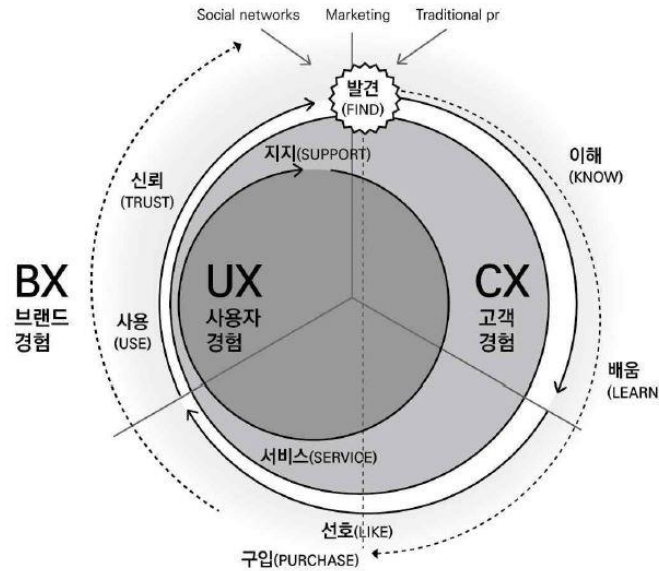 Social networks
Marketing
Traditional pr
발견
(FIND)
지지(SUPPORT)
이해
(KNOW)
신뢰
(TRUST)
BX
브랜드
경험
UX
사용자
경험
CX
고객
경험
사용
(USE)
배움
(LEARN
서비스(SERVICE)
선호(LIKE)
구입(PURCHASE)